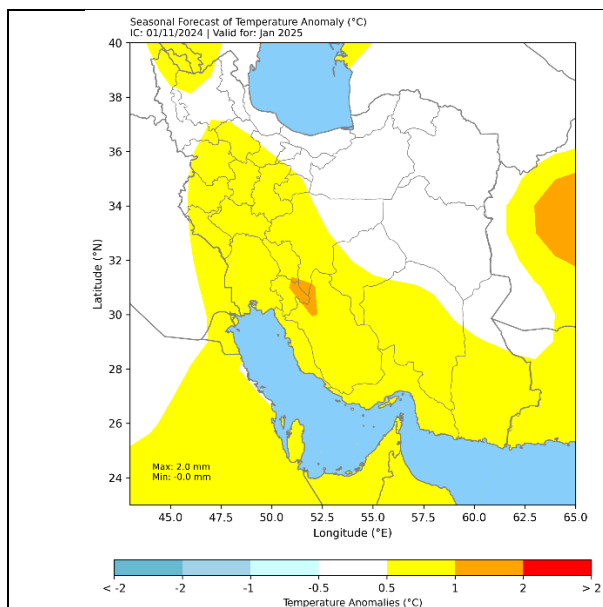 Seasonal Forecast of Temperature Anomaly (°C)
IC: 01/11/2024 | Valid for: Jan 2025
40
38
36
34
32
30
28
26
24
Latitude (°N)
Max: 2.0 mm
Min: -0.0 mm
45.0 47.5 50.0 52.5 55.0 57.5 60.0 62.5 65.0
Longitude (°E)
< -2 -2 -1 -0.5 0.5 1 2 > 2
Temperature Anomalies (°C)